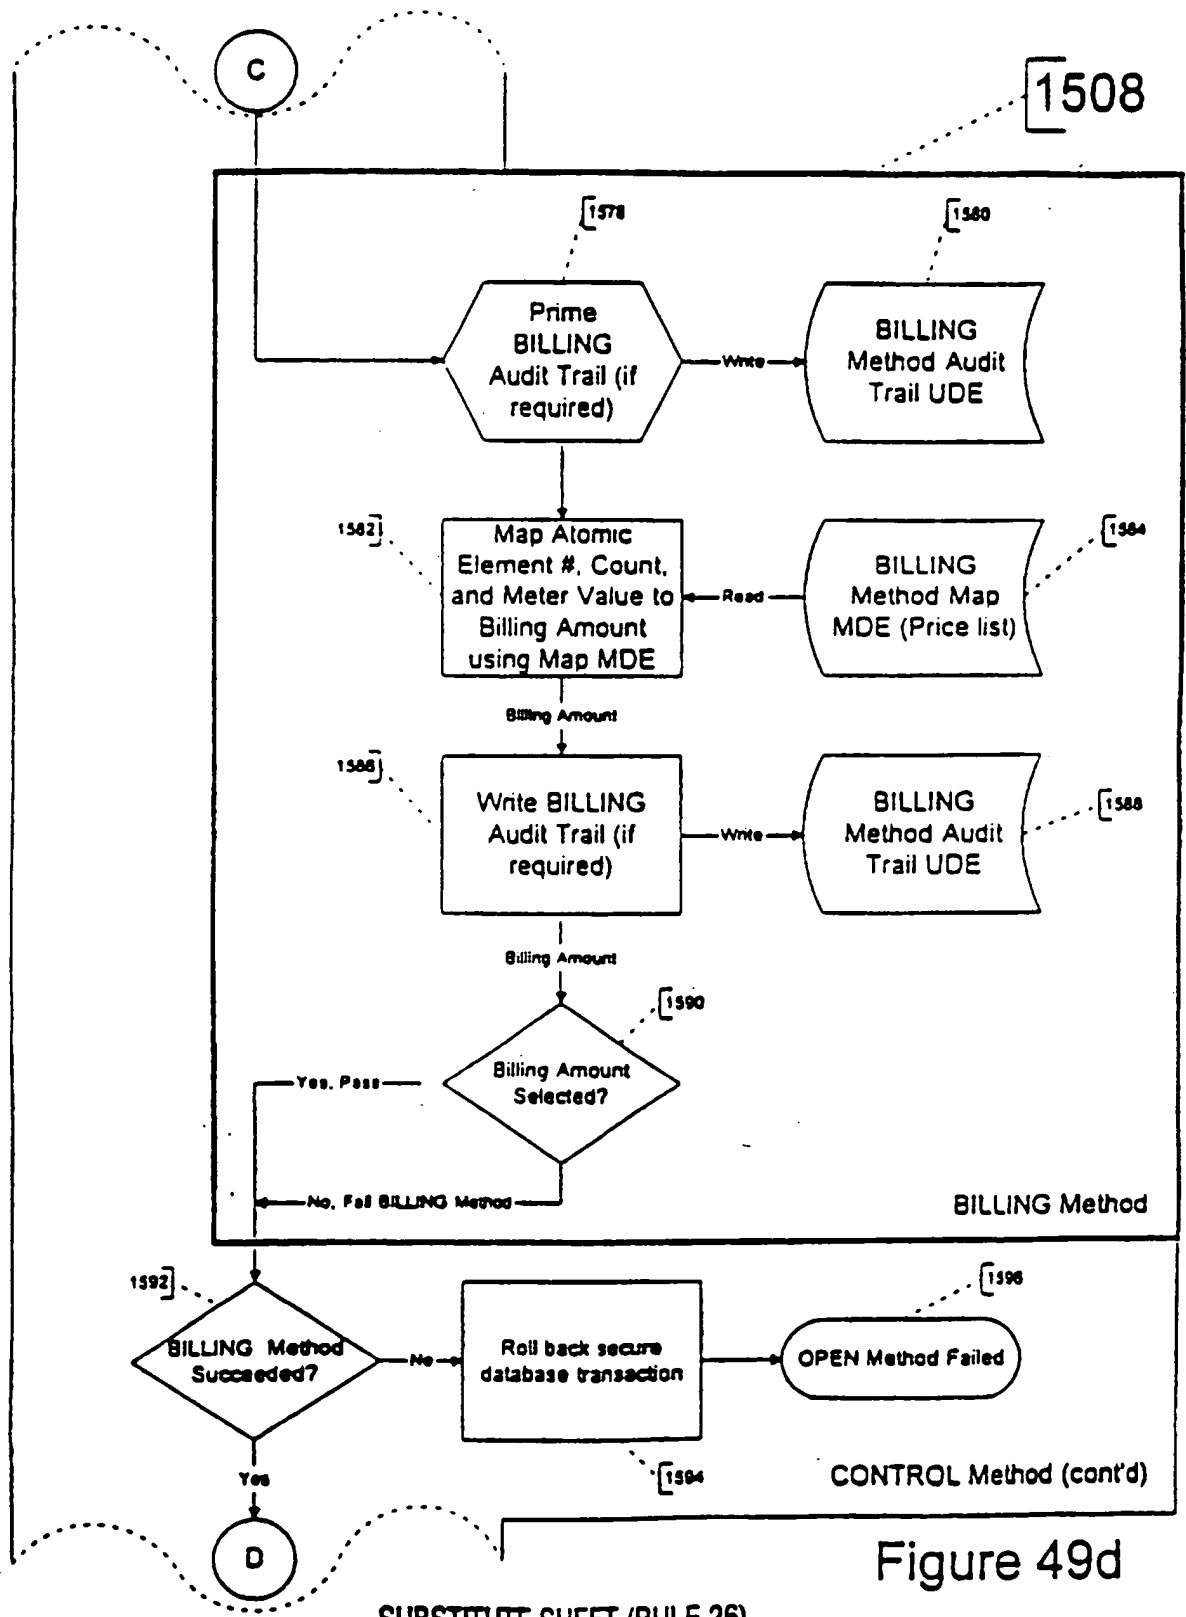 C
1508
1578
1580
Prime
BILLING
Audit Trail (if
required)
Write
BILLING
Method Audit
Trail UDE
1582
1584
Map Atomic
Element #, Count,
and Meter Value to
Billing Amount
using Map MDE
Read
BILLING
Method Map
MDE (Price list)
Billing Amount
1586
1588
Write BILLING
Audit Trail (if
required)
Write
BILLING
Method Audit
Trail UDE
Billing Amount
1590
Billing Amount
Selected?
Yes, Pass
No, Fail BILLING Method
BILLING Method
1592
1596
BILLING Method
Succeeded?
No
Roll back secure
database transaction
OPEN Method Failed
1594
Yes
CONTROL Method (cont'd)
D
Figure 49d
SUBSTITUTE SHEET (RULE 26)